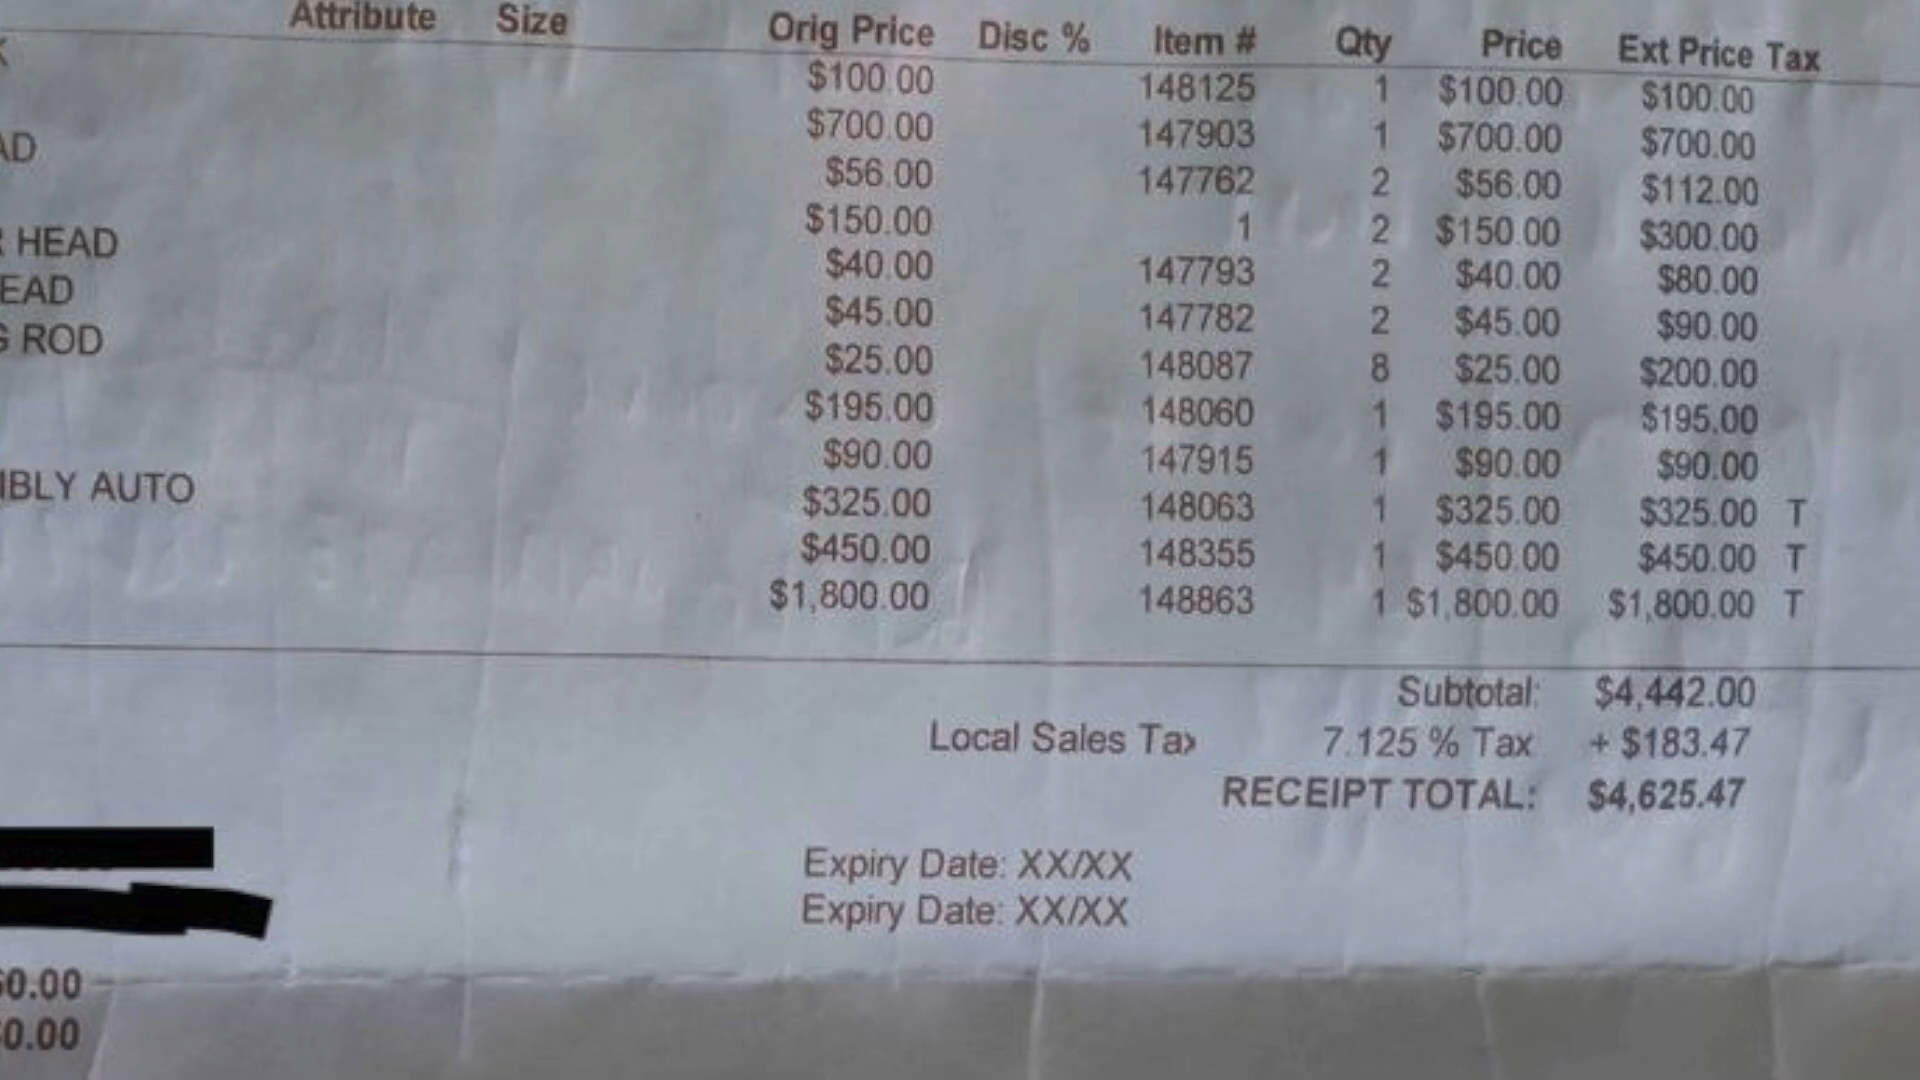 Attribute Size Orig Price Disc % Item # Qty Price Ext Price Tax
K $100.00 148125 1 $100.00 $100.00
$700.00 147903 1 $700.00 $700.00
AD $56.00 147762 2 $56.00 $112.00
$150.00 1 2 $150.00 $300.00
R HEAD $40.00 147793 2 $40.00 $80.00
EAD $45.00 147782 2 $45.00 $90.00
G ROD $25.00 148087 8 $25.00 $200.00
$195.00 148060 1 $195.00 $195.00
$90.00 147915 1 $90.00 $90.00
MBLY AUTO $325.00 148063 1 $325.00 $325.00 T
$450.00 148355 1 $450.00 $450.00 T
$1,800.00 148863 1 $1,800.00 $1,800.00 T
Subtotal: $4,442.00
Local Sales Tax 7.125 % Tax + $183.47
RECEIPT TOTAL: $4,625.47
Expiry Date: XX/XX
Expiry Date: XX/XX
0.00
0.00